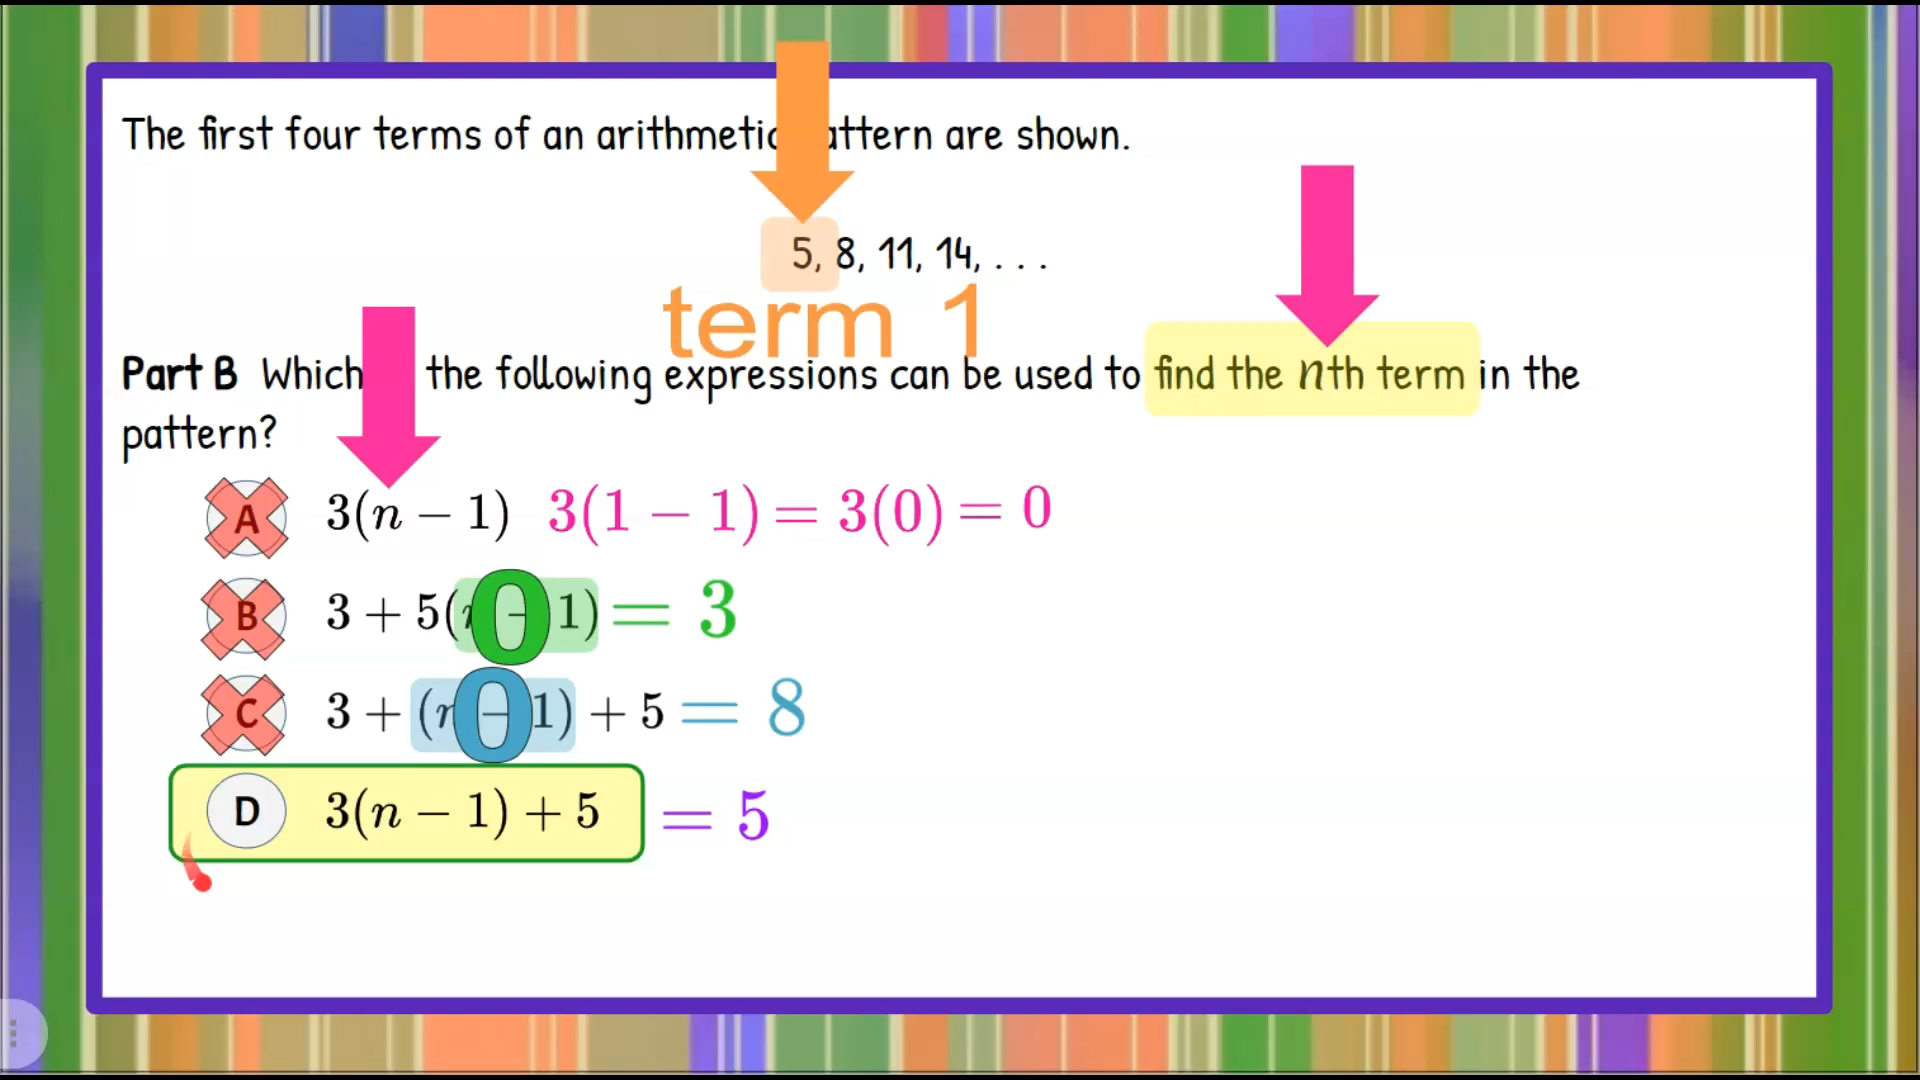 The first four terms of an arithmetic pattern are shown.
5, 8, 11, 14, . . .
term 1
Part B Which the following expressions can be used to find the nth term in the
pattern?
A 3(n − 1) 3(1 − 1) = 3(0) = 0
B 3 + 5(n − 1) = 3
0
C 3 + (n − 1) + 5 = 8
0
D 3(n − 1) + 5 = 5